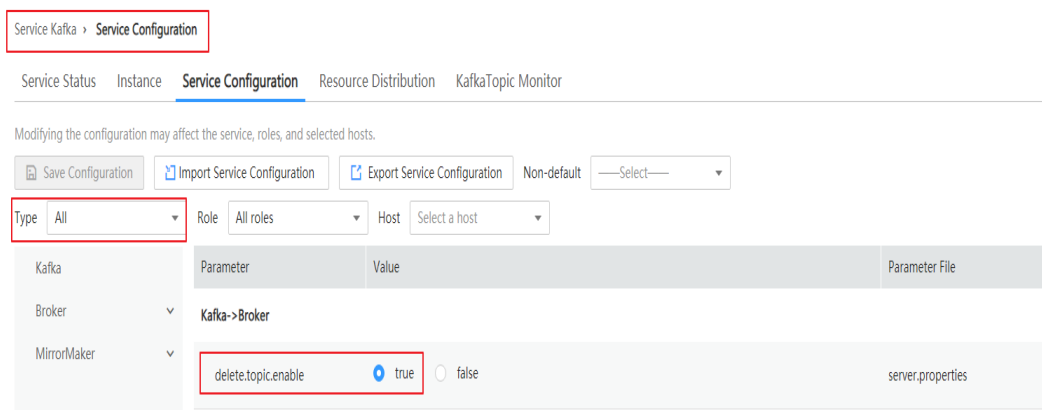 Service Kafka › Service Configuration
Service Status Instance Service Configuration Resource Distribution KafkaTopic Monitor
Modifying the configuration may affect the service, roles, and selected hosts.
Save Configuration Import Service Configuration Export Service Configuration Non-default ——Select——
Type All Role All roles Host Select a host
Kafka Parameter Value Parameter File
Broker Kafka->Broker
MirrorMaker delete.topic.enable true false server.properties